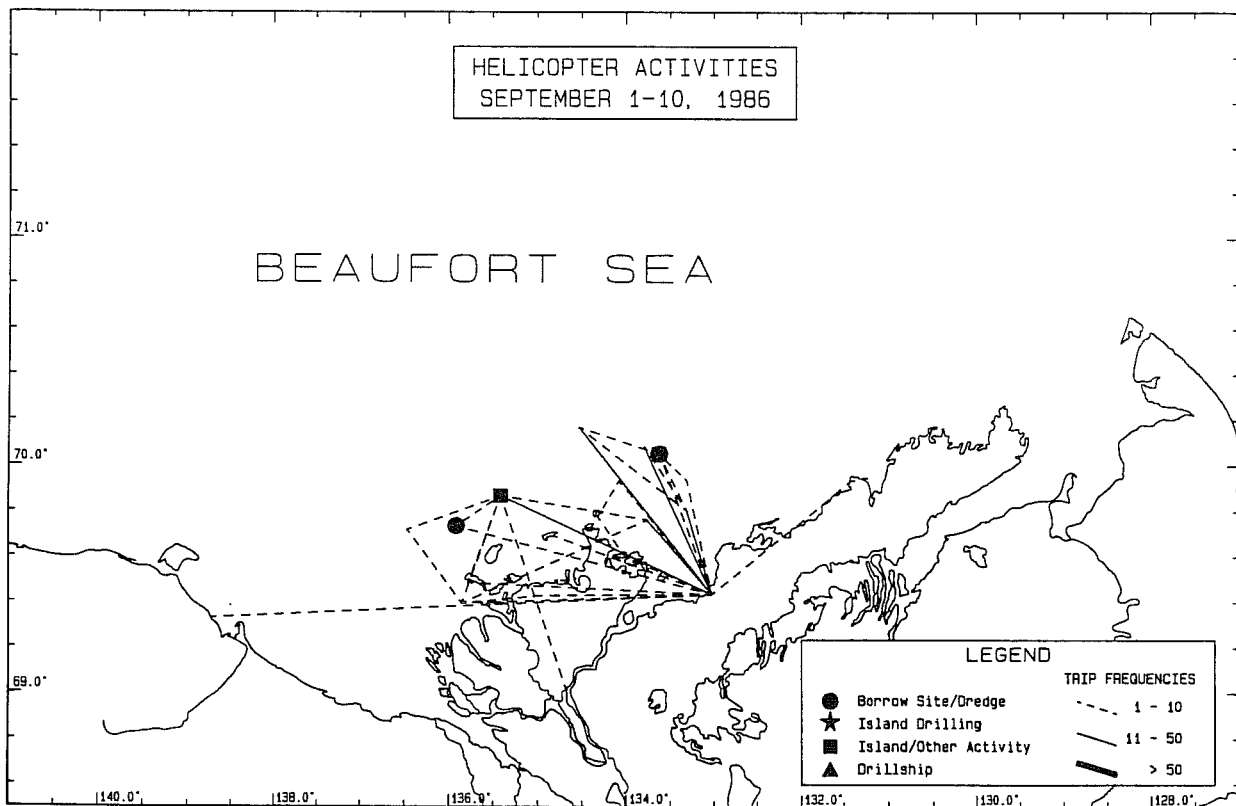 HELICOPTER ACTIVITIES
SEPTEMBER 1-10, 1986
71.0°
BEAUFORT SEA
70.0°
69.0°
LEGEND
TRIP FREQUENCIES
Borrow Site/Dredge
1 - 10
Island Drilling
11 - 50
Island/Other Activity
> 50
Drillship
140.0° 138.0° 136.0° 134.0° 132.0° 130.0° 128.0°